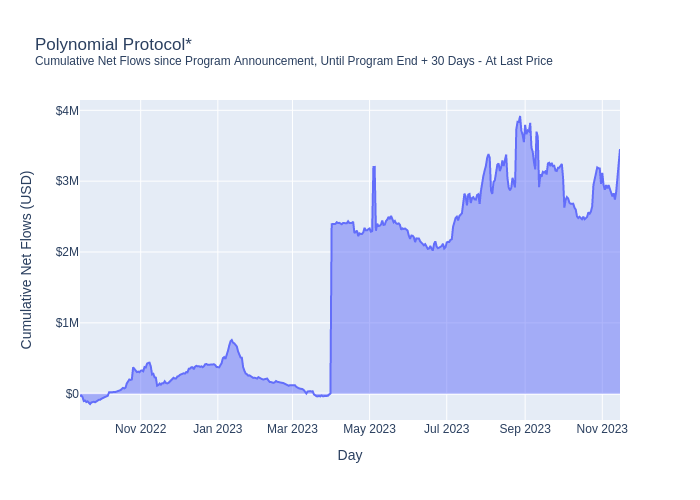 Polynomial Protocol*
Cumulative Net Flows since Program Announcement, Until Program End + 30 Days - At Last Price
Cumulative Net Flows (USD)
$4M
$3M
$2M
$1M
$0
Nov 2022 Jan 2023 Mar 2023 May 2023 Jul 2023 Sep 2023 Nov 2023
Day